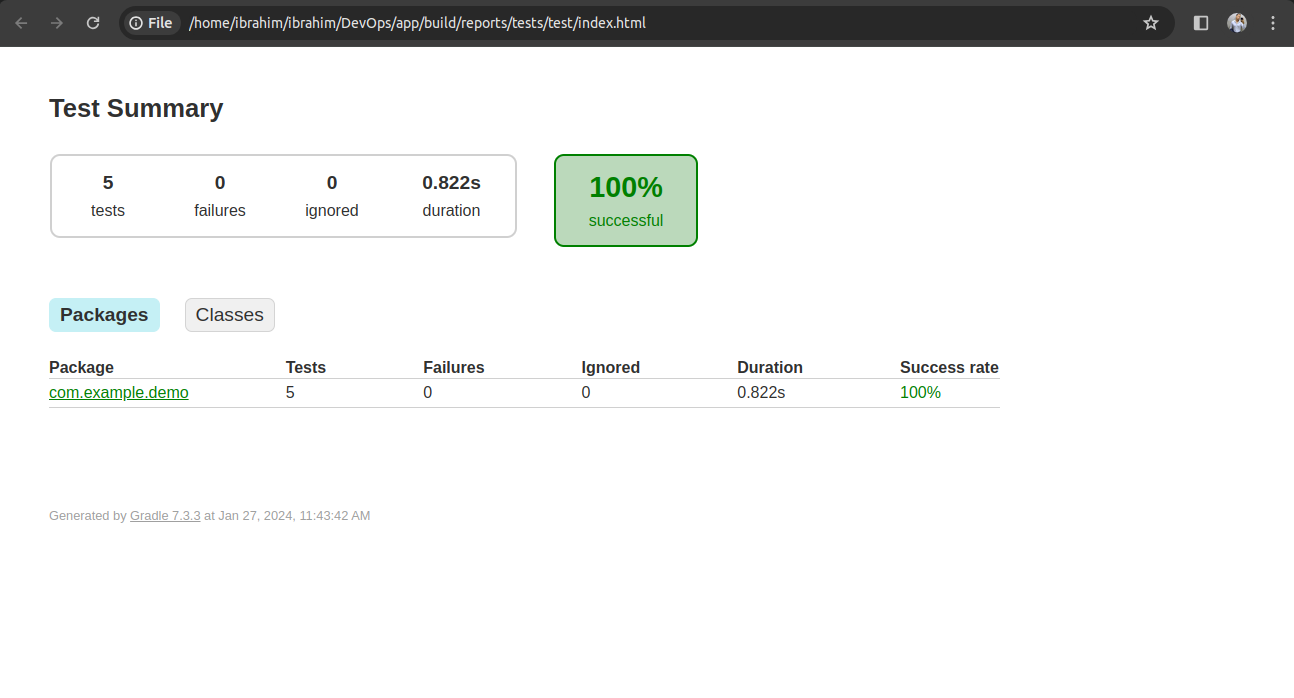 File /home/ibrahim/ibrahim/DevOps/app/build/reports/tests/test/index.html
Test Summary
5 0 0 0.822s
tests failures ignored duration
100%
successful
Packages Classes
Package Tests Failures Ignored Duration Success rate
com.example.demo 5 0 0 0.822s 100%
Generated by Gradle 7.3.3 at Jan 27, 2024, 11:43:42 AM